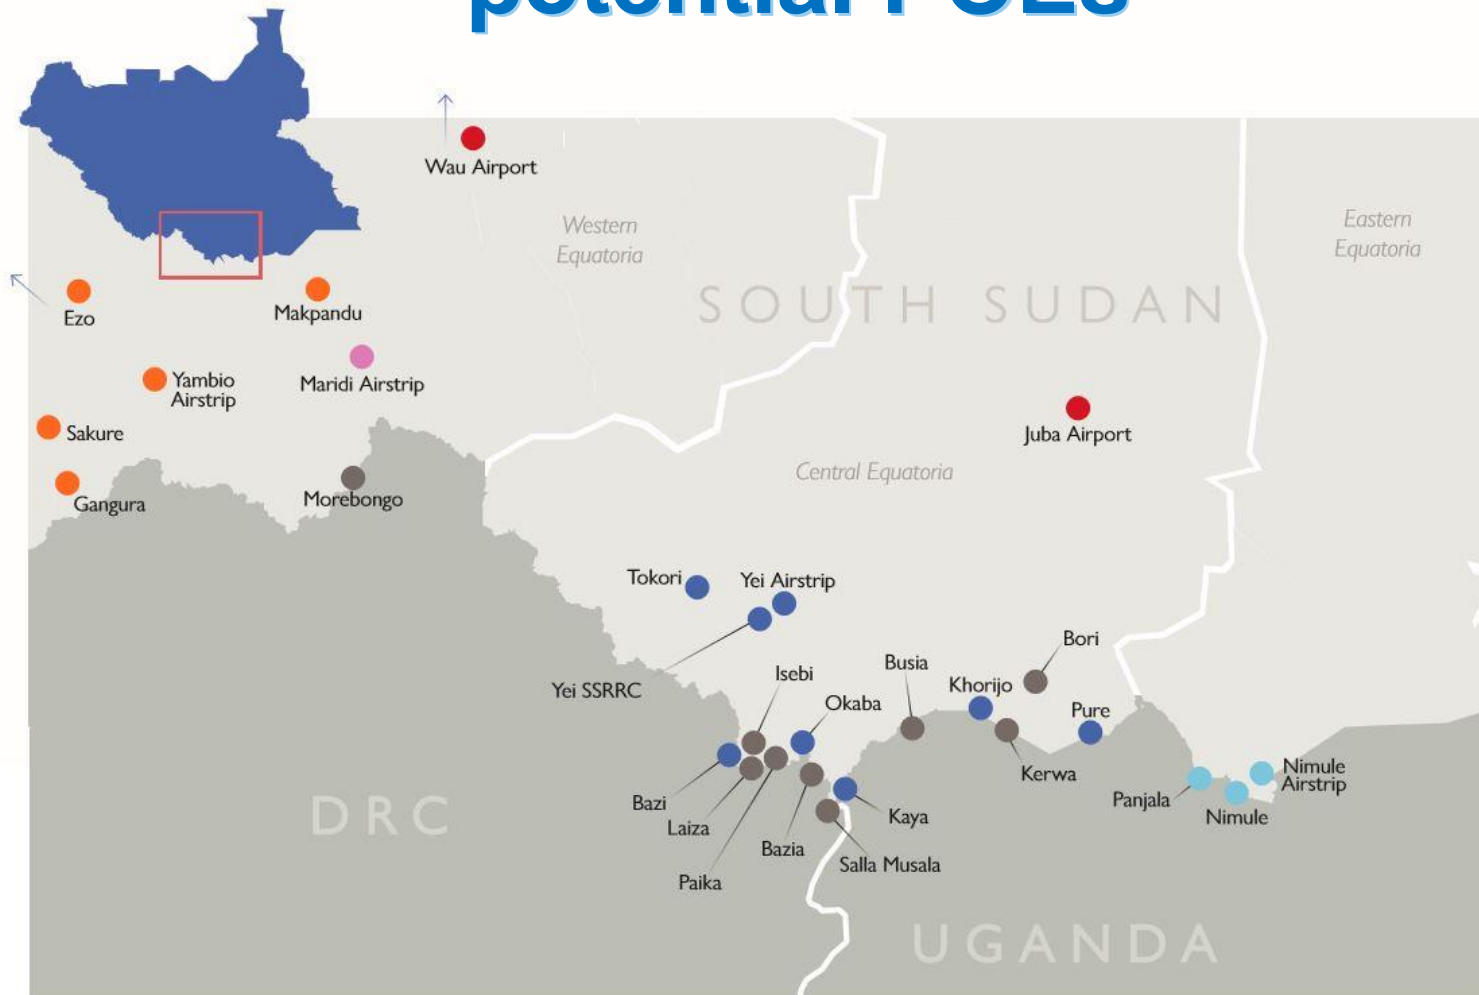 potential POEs
Wau Airport
Western
Equatoria
Eastern
Equatoria
SOUTH SUDAN
Ezo
Makpandu
Yambio
Airstrip
Maridi Airstrip
Sakure
Juba Airport
Central Equatoria
Gangura
Morebongo
Tokori
Yei Airstrip
Yei SSRRC
Isebi
Okaba
Busia
Khorijo
Bori
Pure
Kerwa
Nimule
Airstrip
Panjala
Nimule
Bazi
Laiza
Paika
Bazia
Kaya
Salla Musala
DRC
UGANDA